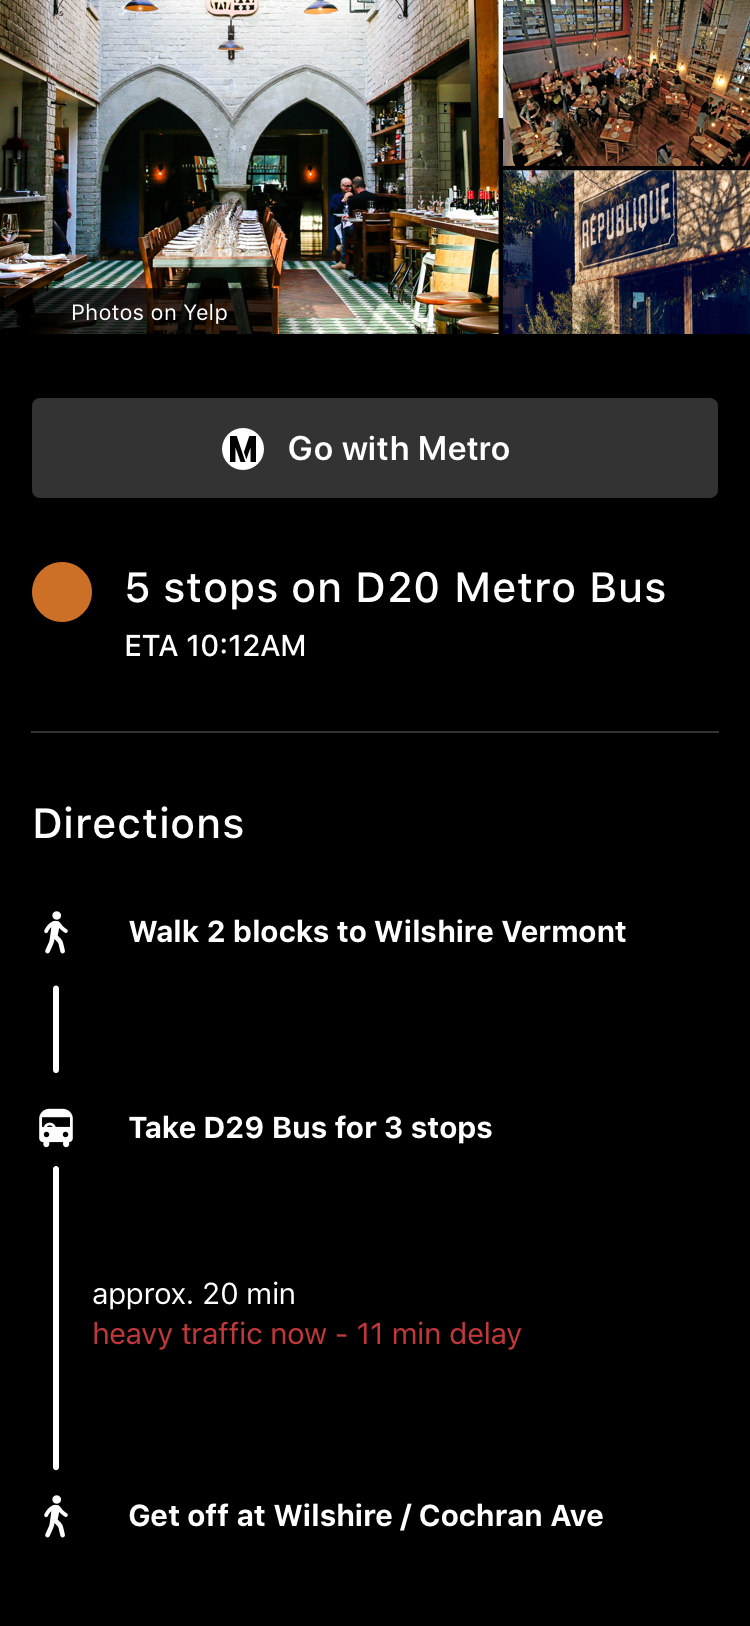 RÉPUBLIQUE
Photos on Yelp
M Go with Metro
5 stops on D20 Metro Bus
ETA 10:12AM
Directions
Walk 2 blocks to Wilshire Vermont
Take D29 Bus for 3 stops
approx. 20 min
heavy traffic now - 11 min delay
Get off at Wilshire / Cochran Ave